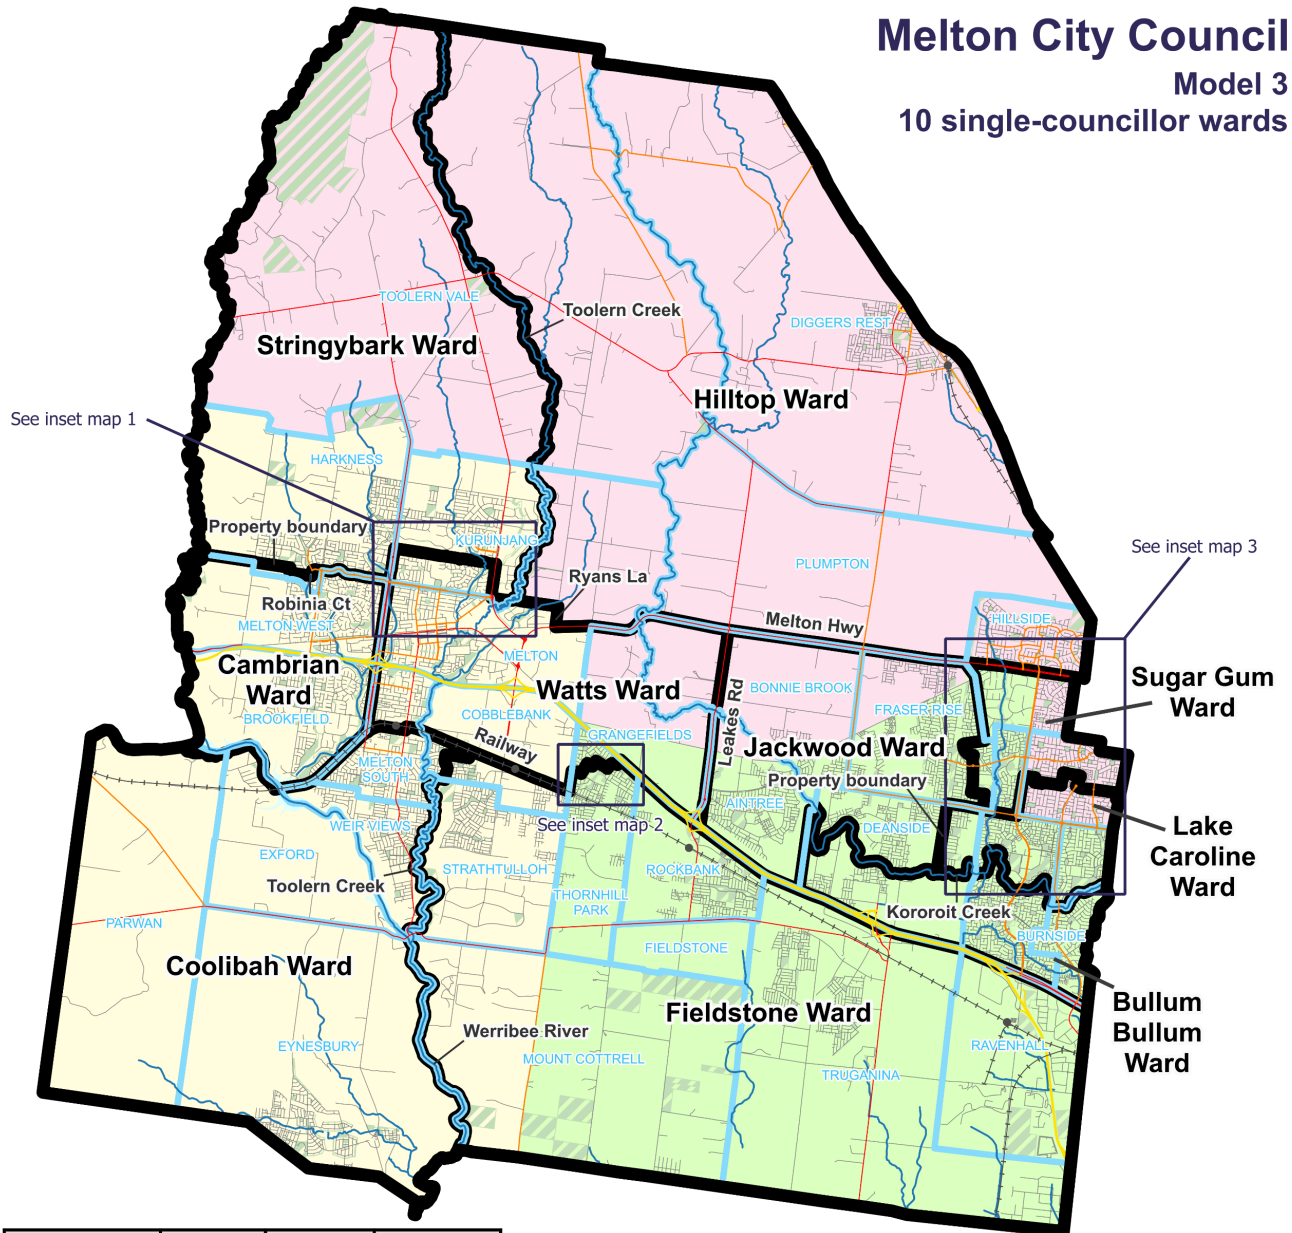 Melton City Council
Model 3
10 single-councillor wards
TOOLERN VALE
Toolern Creek
DIGGERS REST
Stringybark Ward
Hilltop Ward
See inset map 1
HARKNESS
Property boundary
KURUNJANG
See inset map 3
PLUMPTON
Ryans La
Robinia Ct
MELTON WEST
Melton Hwy
HILLSIDE
MELTON
Cambrian
Ward
Watts Ward
BONNIE BROOK
Sugar Gum
Ward
BROOKFIELD
COBBLEBANK
FRASER RISE
Leakes Rd
GRANGEFIELDS
Railway
Jackwood Ward
MELTON
SOUTH
Property boundary
AINTREE
See inset map 2
WEIR VIEWS
DEANSIDE
Lake
Caroline
Ward
EXFORD
STRATHTULLOH
ROCKBANK
Toolern Creek
THORNHILL
PARK
Kororoit Creek
PARWAN
BURNSIDE
FIELDSTONE
Coolibah Ward
Fieldstone Ward
Bullum
Bullum
Ward
Werribee River
EYNESBURY
MOUNT COTTRELL
RAVENHALL
TRUGANINA